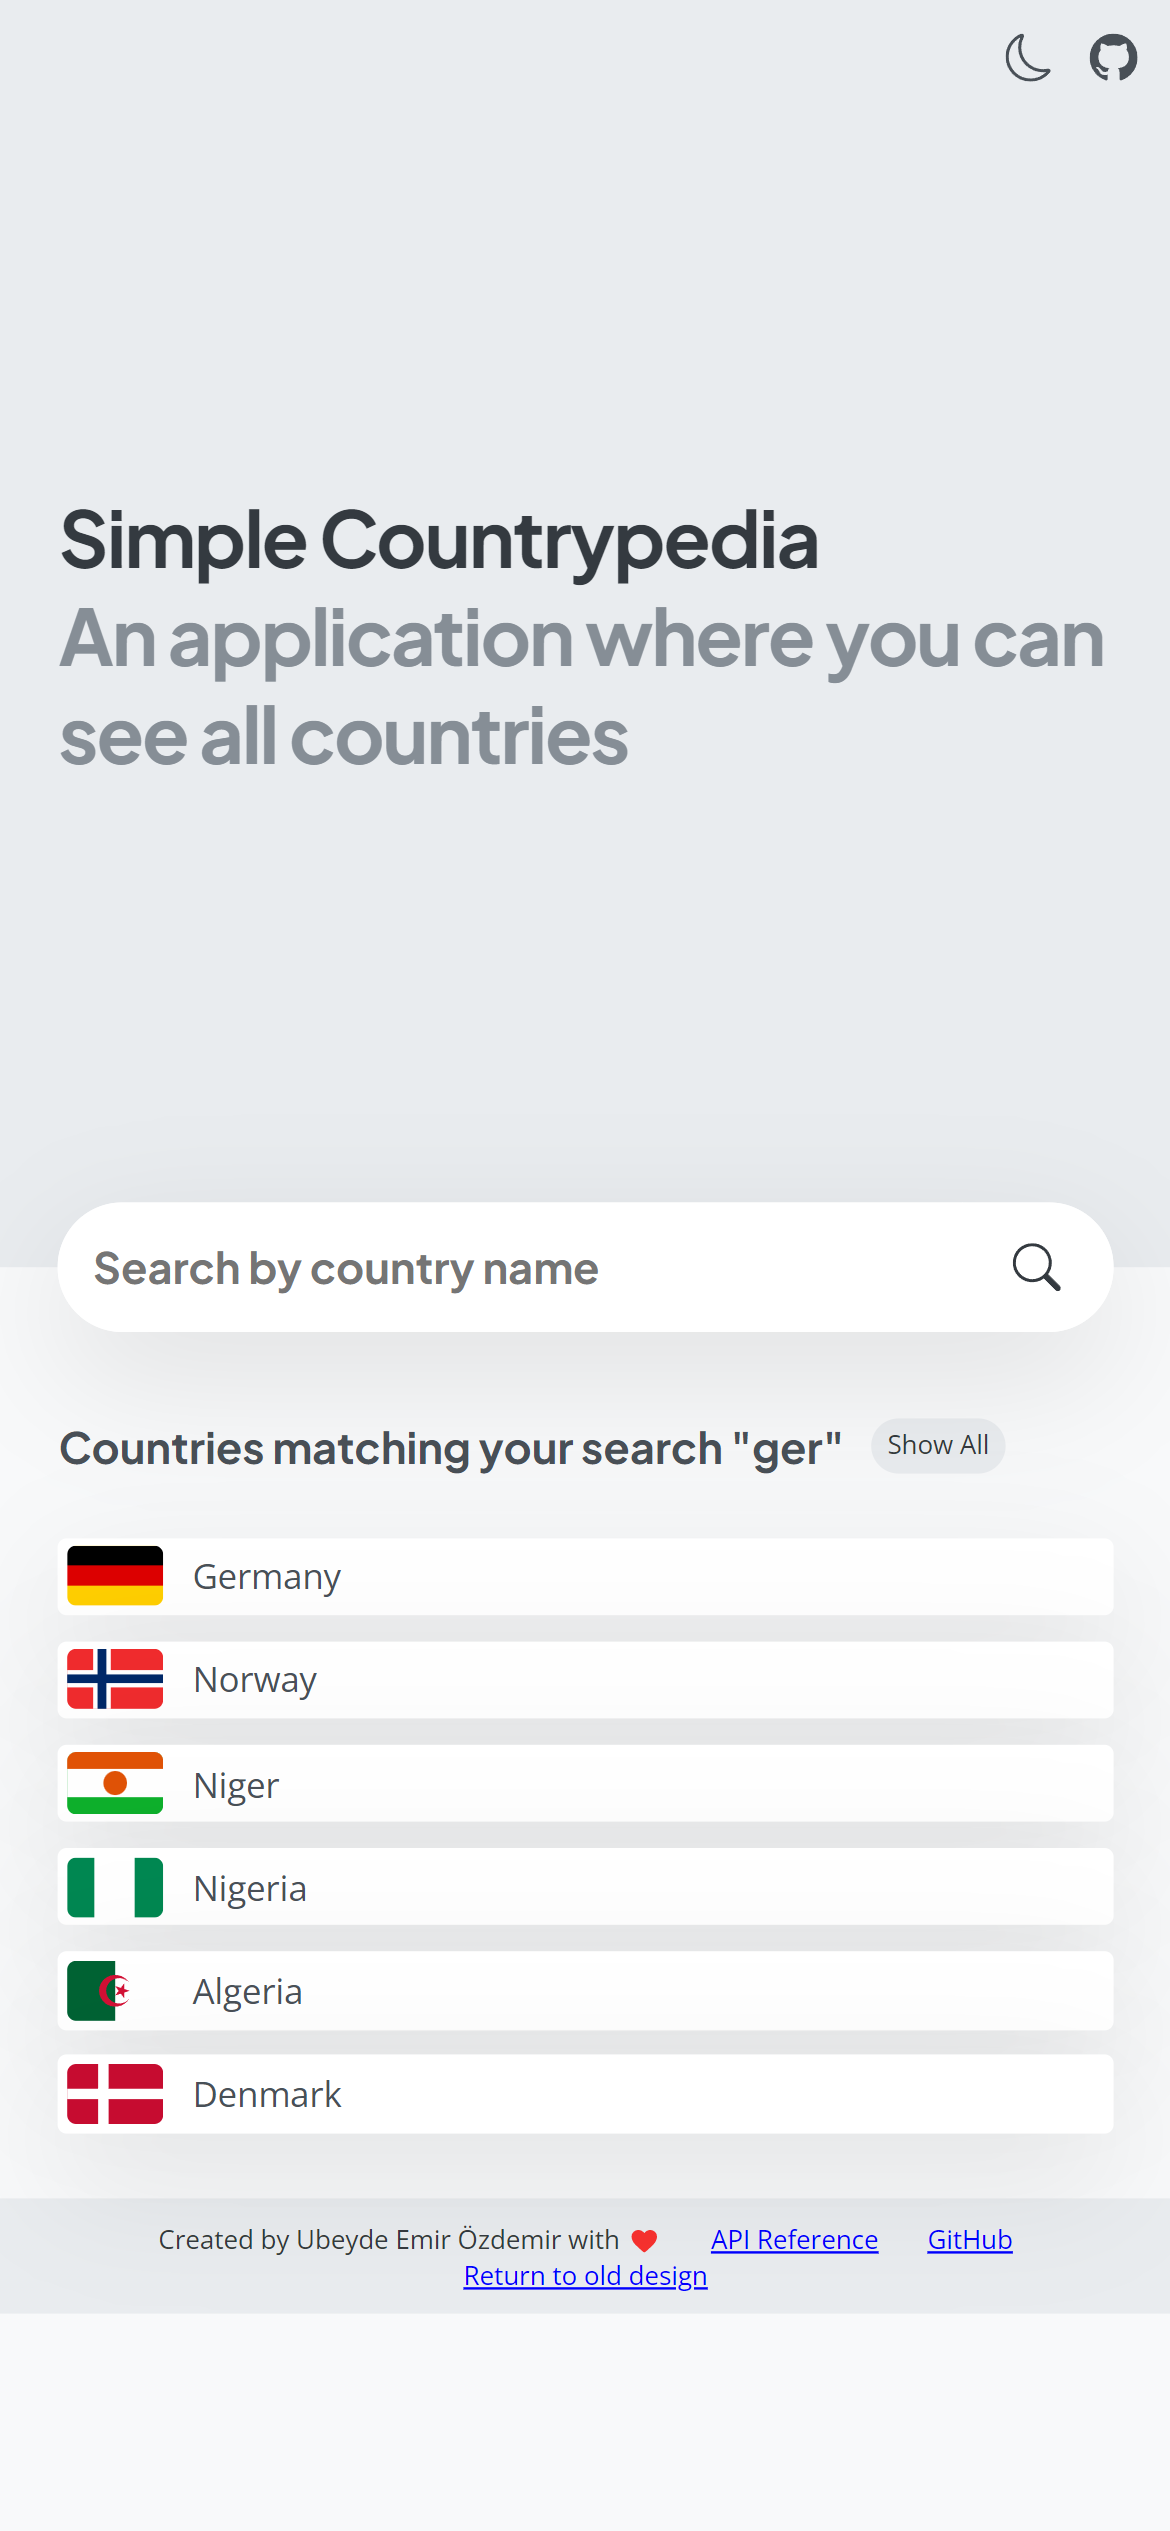 Simple Countrypedia
An application where you can
see all countries
Search by country name
Countries matching your search "ger"
Show All
Germany
Norway
Niger
Nigeria
Algeria
Denmark
Created by Ubeyde Emir Özdemir with ❤ API Reference GitHub
Return to old design